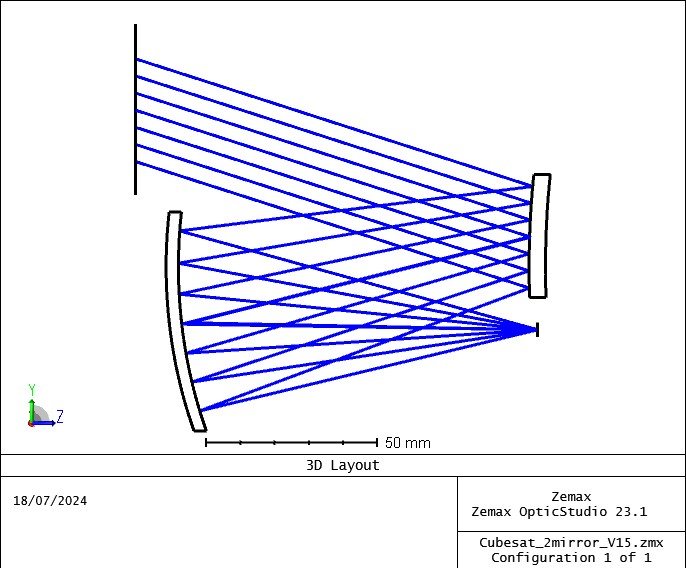 Y
Z
50 mm
3D Layout
18/07/2024
Zemax
Zemax OpticStudio 23.1
Cubesat_2mirror_V15.zmx
Configuration 1 of 1